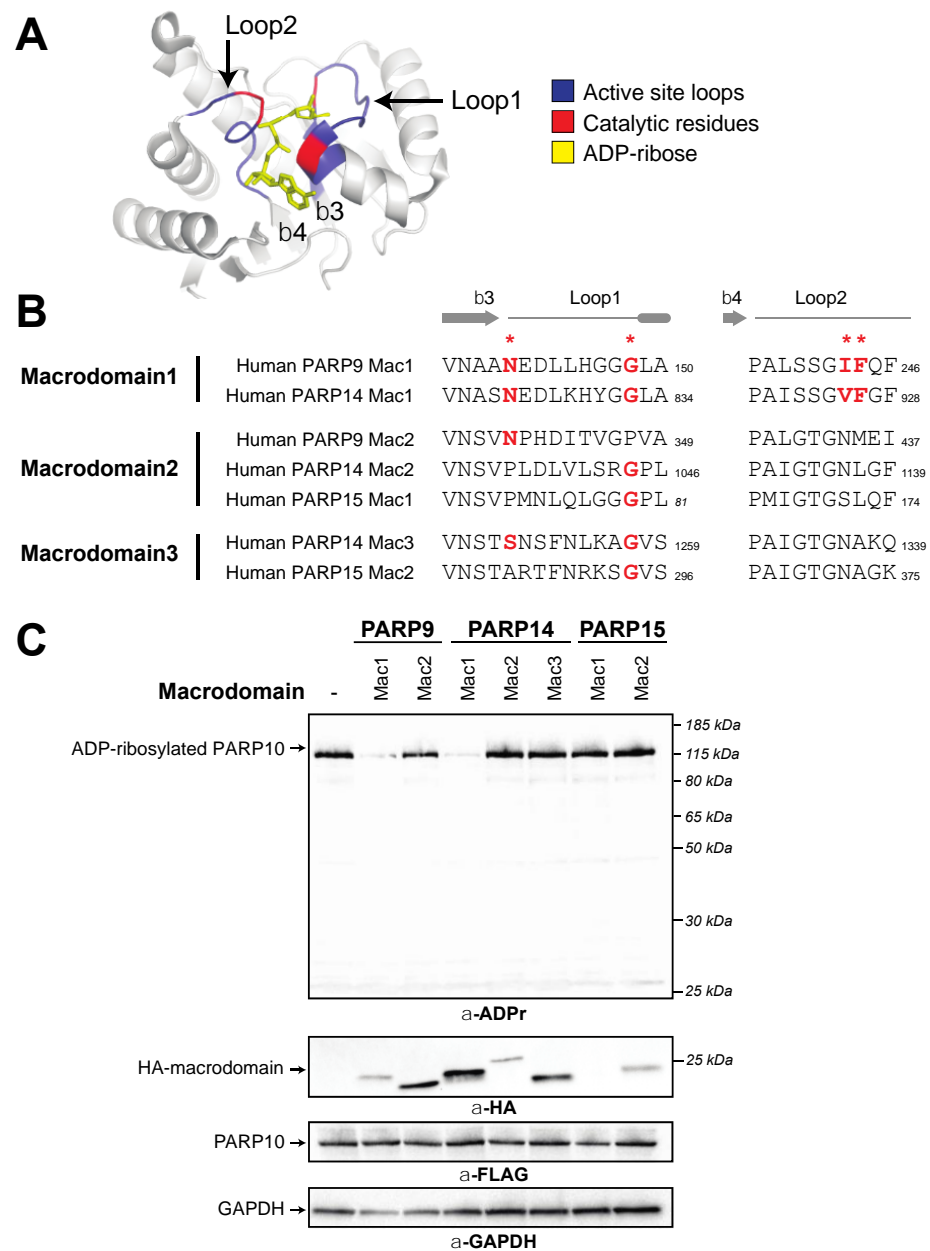 A
Loop2
Loop1
b3
b4
Active site loops
Catalytic residues
ADP-ribose
B
b3 Loop1 b4 Loop2
* * * *
Macrodomain1
Human PARP9 Mac1 VNAANEDLLHGGGLA 150 PALSSGIFQF 246
Human PARP14 Mac1 VNASNEDLKHYGGLA 834 PAISSGVFGF 928
Macrodomain2
Human PARP9 Mac2 VNSVNPHDITVGPVA 349 PALGTGNMEI 437
Human PARP14 Mac2 VNSVPLDLVLSRGPL 1046 PAIGTGNLGF 1139
Human PARP15 Mac1 VNSVPMNLQLGGGPL 81 PMIGTGSLQF 174
Macrodomain3
Human PARP14 Mac3 VNSTSNSFNLKAGVS 1259 PAIGTGNAKQ 1339
Human PARP15 Mac2 VNSTARTFNRKSGVS 296 PAIGTGNAGK 375
C
PARP9 PARP14 PARP15
Macrodomain - Mac1 Mac2 Mac1 Mac2 Mac3 Mac1 Mac2
ADP-ribosylated PARP10
185 kDa
115 kDa
80 kDa
65 kDa
50 kDa
30 kDa
25 kDa
a-ADPr
HA-macrodomain
25 kDa
a-HA
PARP10
a-FLAG
GAPDH
a-GAPDH